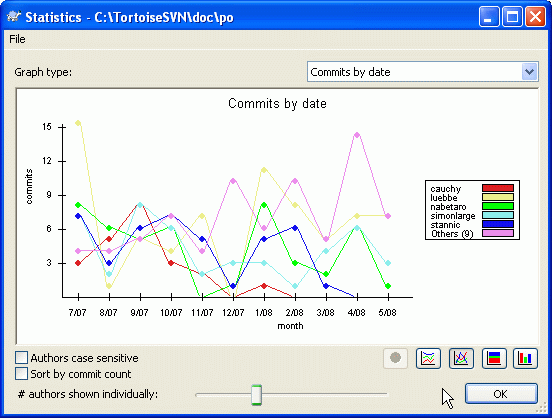 Statistics - C:\TortoiseSVN\doc\po
File
Graph type:
Commits by date
Commits by date
commits
15
12
9
6
3
7/07 8/07 9/07 10/07 11/07 12/07 1/08 2/08 3/08 4/08 5/08
month
cauchy
luebbe
nabetaro
simonlarge
stannic
Others (9)
Authors case sensitive
Sort by commit count
# authors shown individually:
OK